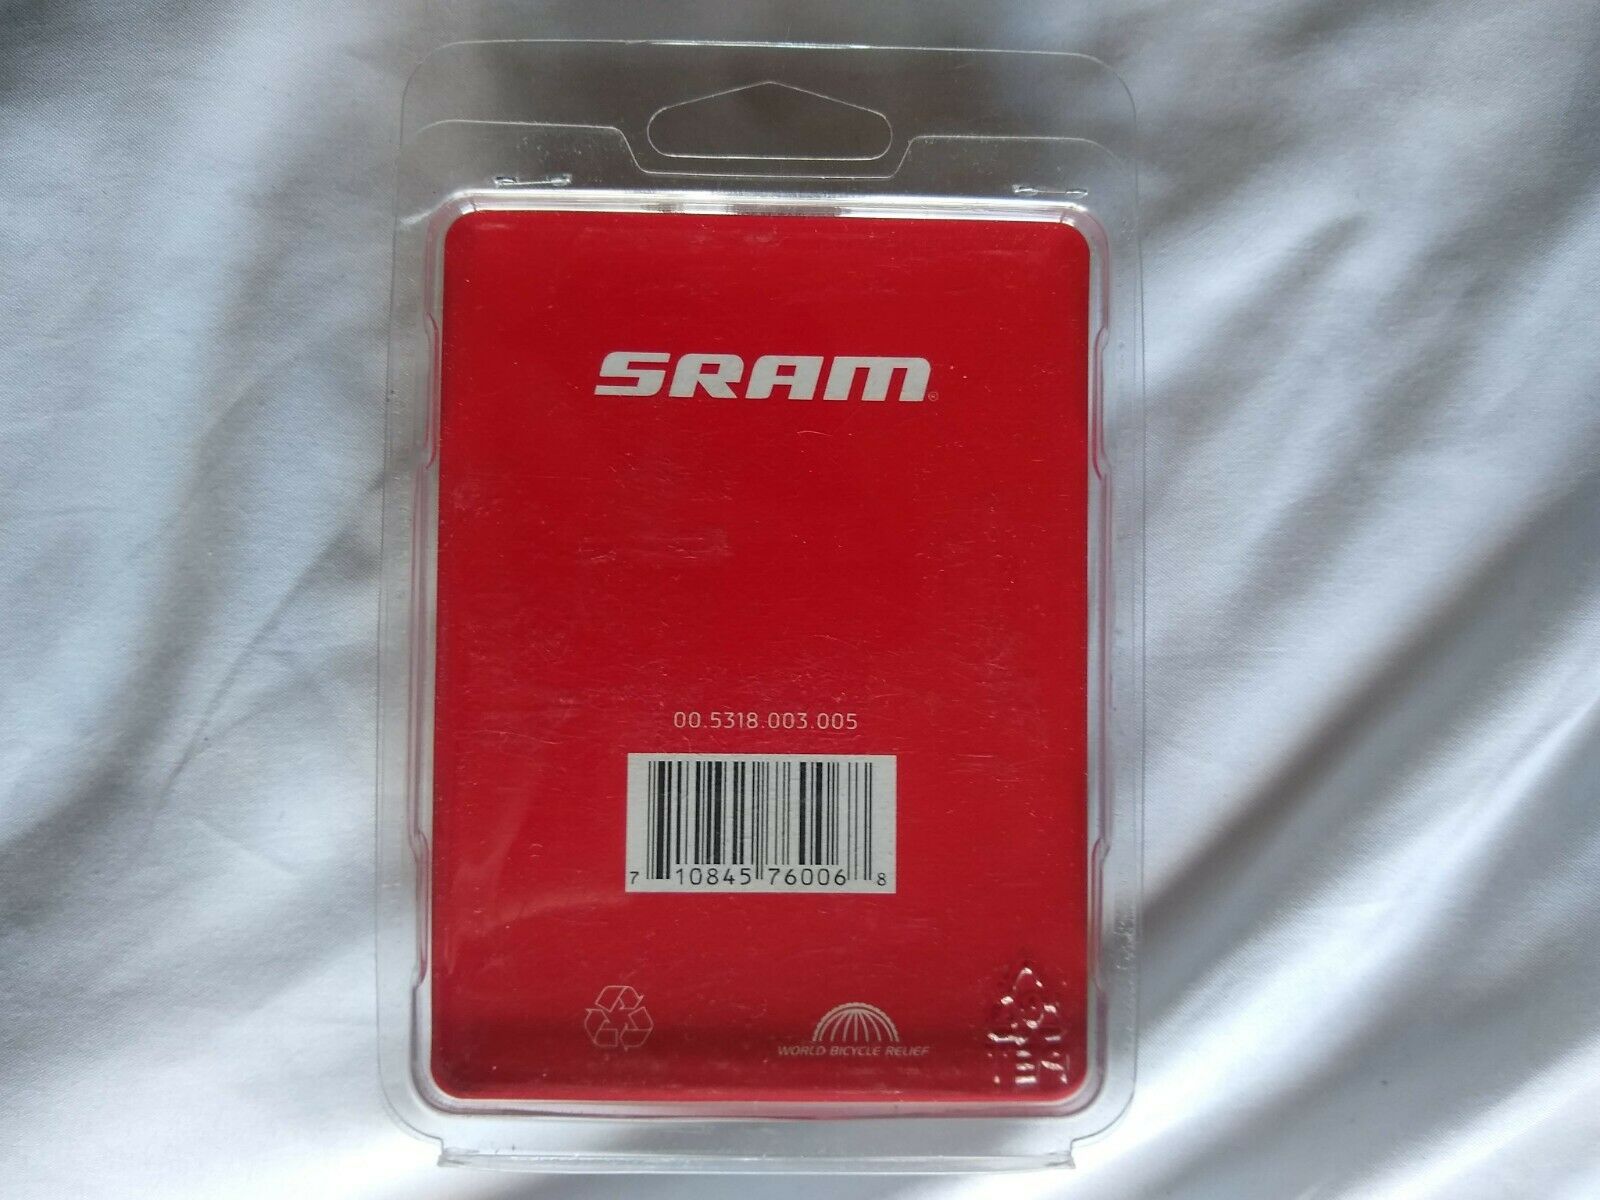 SRAM®
00.5318.003.005
7 10845 76006 8
WORLD BICYCLE RELIEF